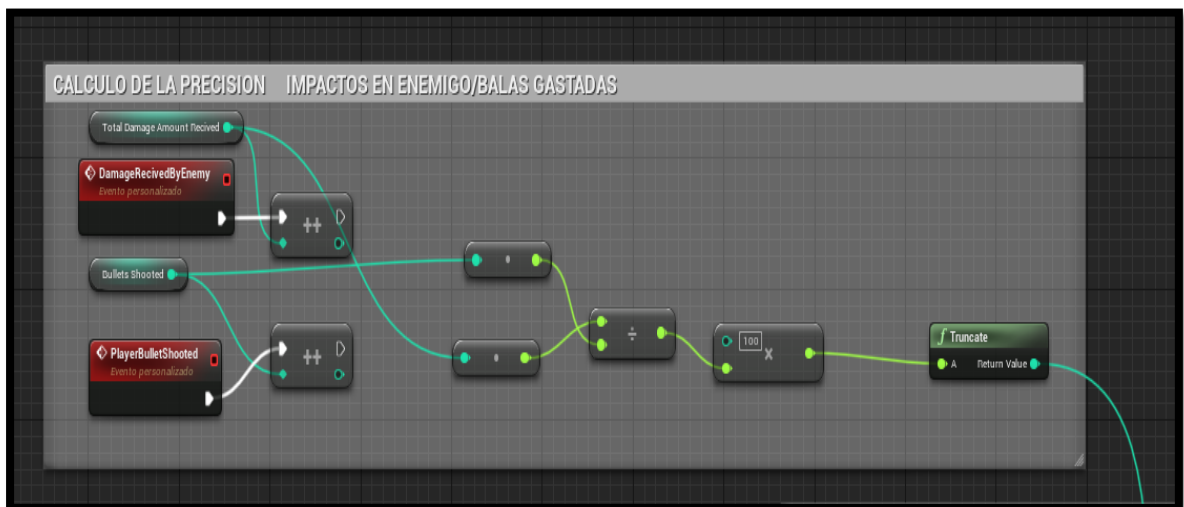 CALCULO DE LA PRECISION IMPACTOS EN ENEMIGO/BALAS GASTADAS
Total Damage Amount Recived
DamageRecivedByEnemy
Evento personalizado
++
Bullets Shooted
PlayerBulletShooted
Evento personalizado
++
÷
100
x
f Truncate
A Return Value